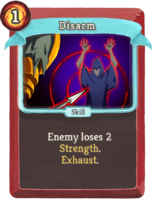 1
Disarm
Skill
Enemy loses 2
Strength.
Exhaust.